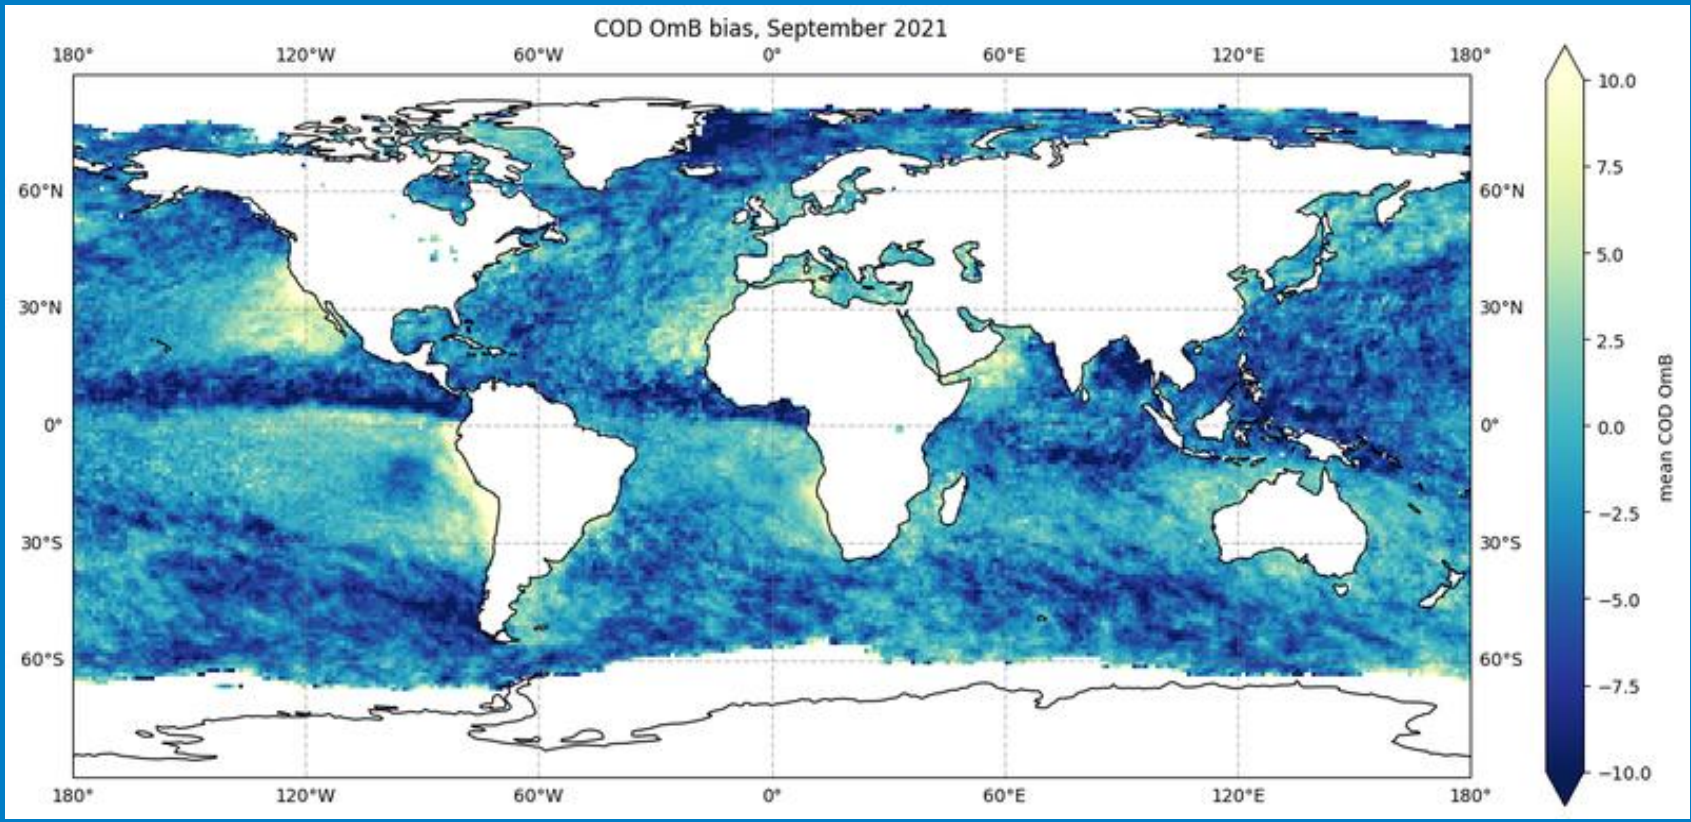 COD OmB bias, September 2021
180° 120°W 60°W 0° 60°E 120°E 180°
60°N 60°N
30°N 30°N
0° 0°
30°S 30°S
60°S 60°S
180° 120°W 60°W 0° 60°E 120°E 180°
10.0
7.5
5.0
2.5
0.0
−2.5
−5.0
−7.5
−10.0
mean COD OmB